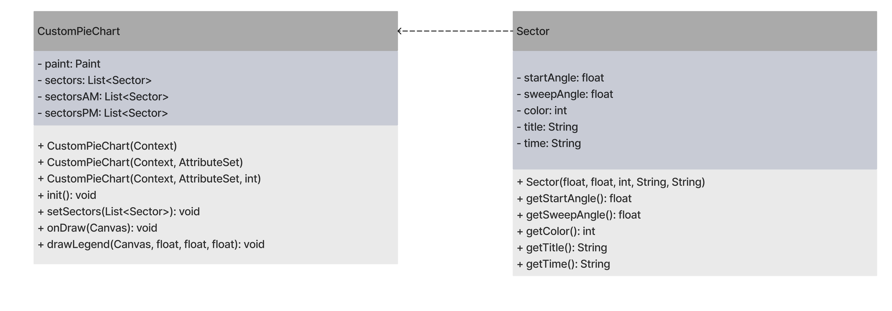 CustomPieChart
- paint: Paint
- sectors: List<Sector>
- sectorsAM: List<Sector>
- sectorsPM: List<Sector>
+ CustomPieChart(Context)
+ CustomPieChart(Context, AttributeSet)
+ CustomPieChart(Context, AttributeSet, int)
+ init(): void
+ setSectors(List<Sector>): void
+ onDraw(Canvas): void
+ drawLegend(Canvas, float, float, float): void
Sector
- startAngle: float
- sweepAngle: float
- color: int
- title: String
- time: String
+ Sector(float, float, int, String, String)
+ getStartAngle(): float
+ getSweepAngle(): float
+ getColor(): int
+ getTitle(): String
+ getTime(): String